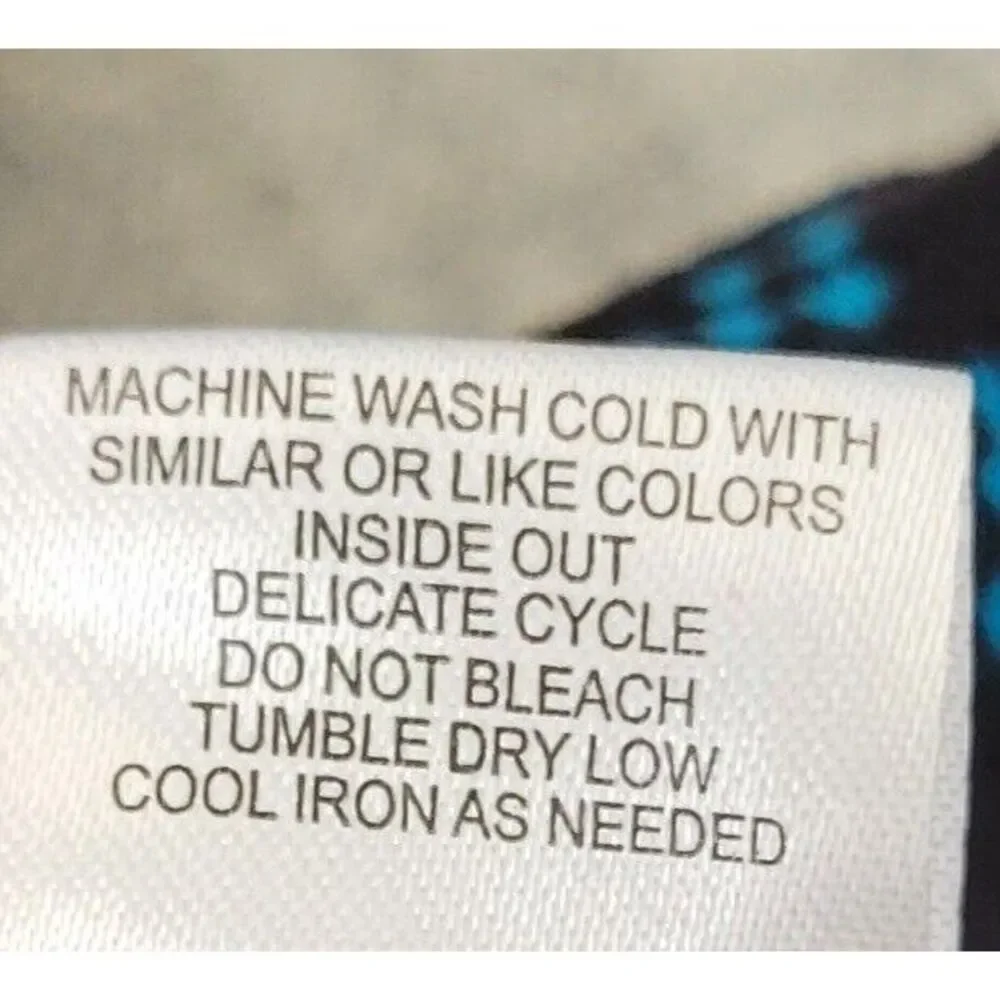 MACHINE WASH COLD WITH
SIMILAR OR LIKE COLORS
INSIDE OUT
DELICATE CYCLE
DO NOT BLEACH
TUMBLE DRY LOW
COOL IRON AS NEEDED